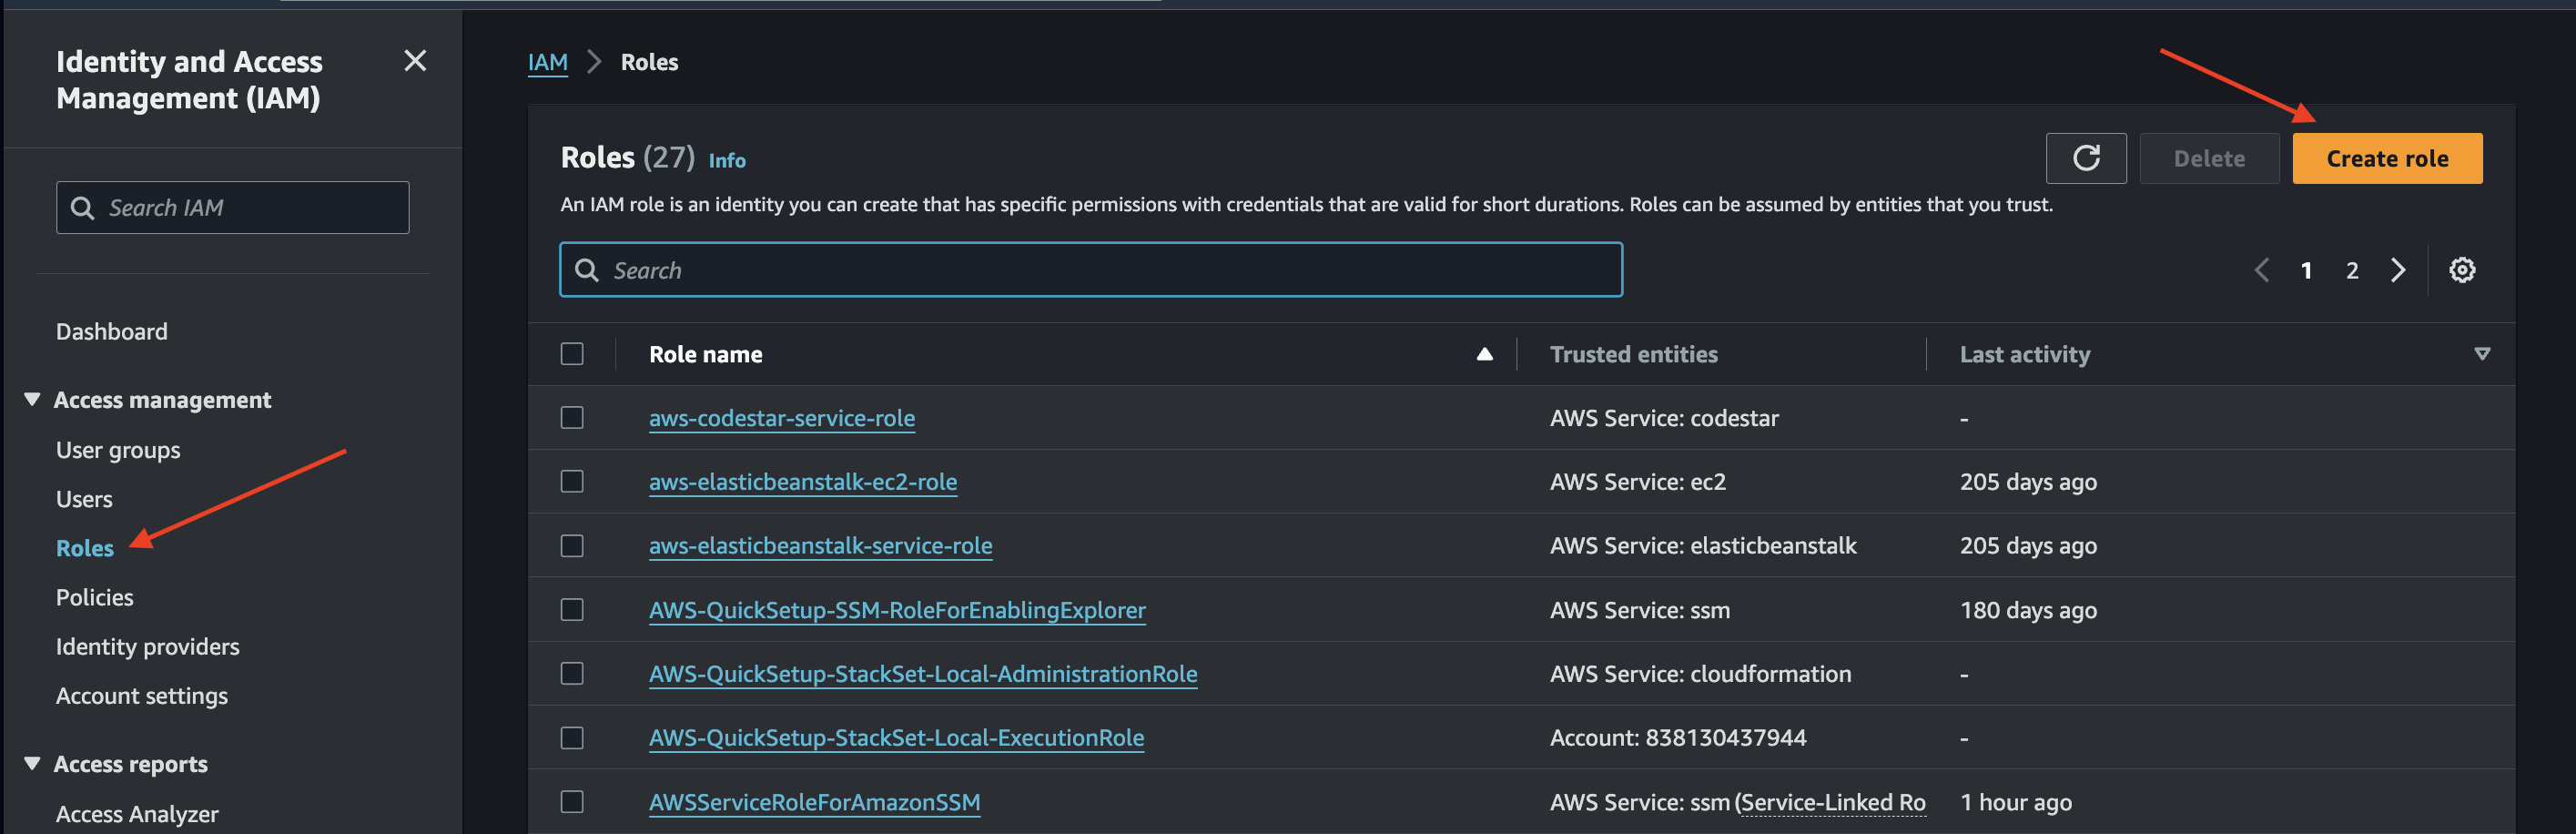 Identity and Access
Management (IAM)
Search IAM
Dashboard
Access management
User groups
Users
Roles
Policies
Identity providers
Account settings
Access reports
Access Analyzer
IAM > Roles
Roles (27) Info
Delete
Create role
An IAM role is an identity you can create that has specific permissions with credentials that are valid for short durations. Roles can be assumed by entities that you trust.
Search
1 2
Role name Trusted entities Last activity
aws-codestar-service-role AWS Service: codestar -
aws-elasticbeanstalk-ec2-role AWS Service: ec2 205 days ago
aws-elasticbeanstalk-service-role AWS Service: elasticbeanstalk 205 days ago
AWS-QuickSetup-SSM-RoleForEnablingExplorer AWS Service: ssm 180 days ago
AWS-QuickSetup-StackSet-Local-AdministrationRole AWS Service: cloudformation -
AWS-QuickSetup-StackSet-Local-ExecutionRole Account: 838130437944 -
AWSServiceRoleForAmazonSSM AWS Service: ssm (Service-Linked Ro 1 hour ago